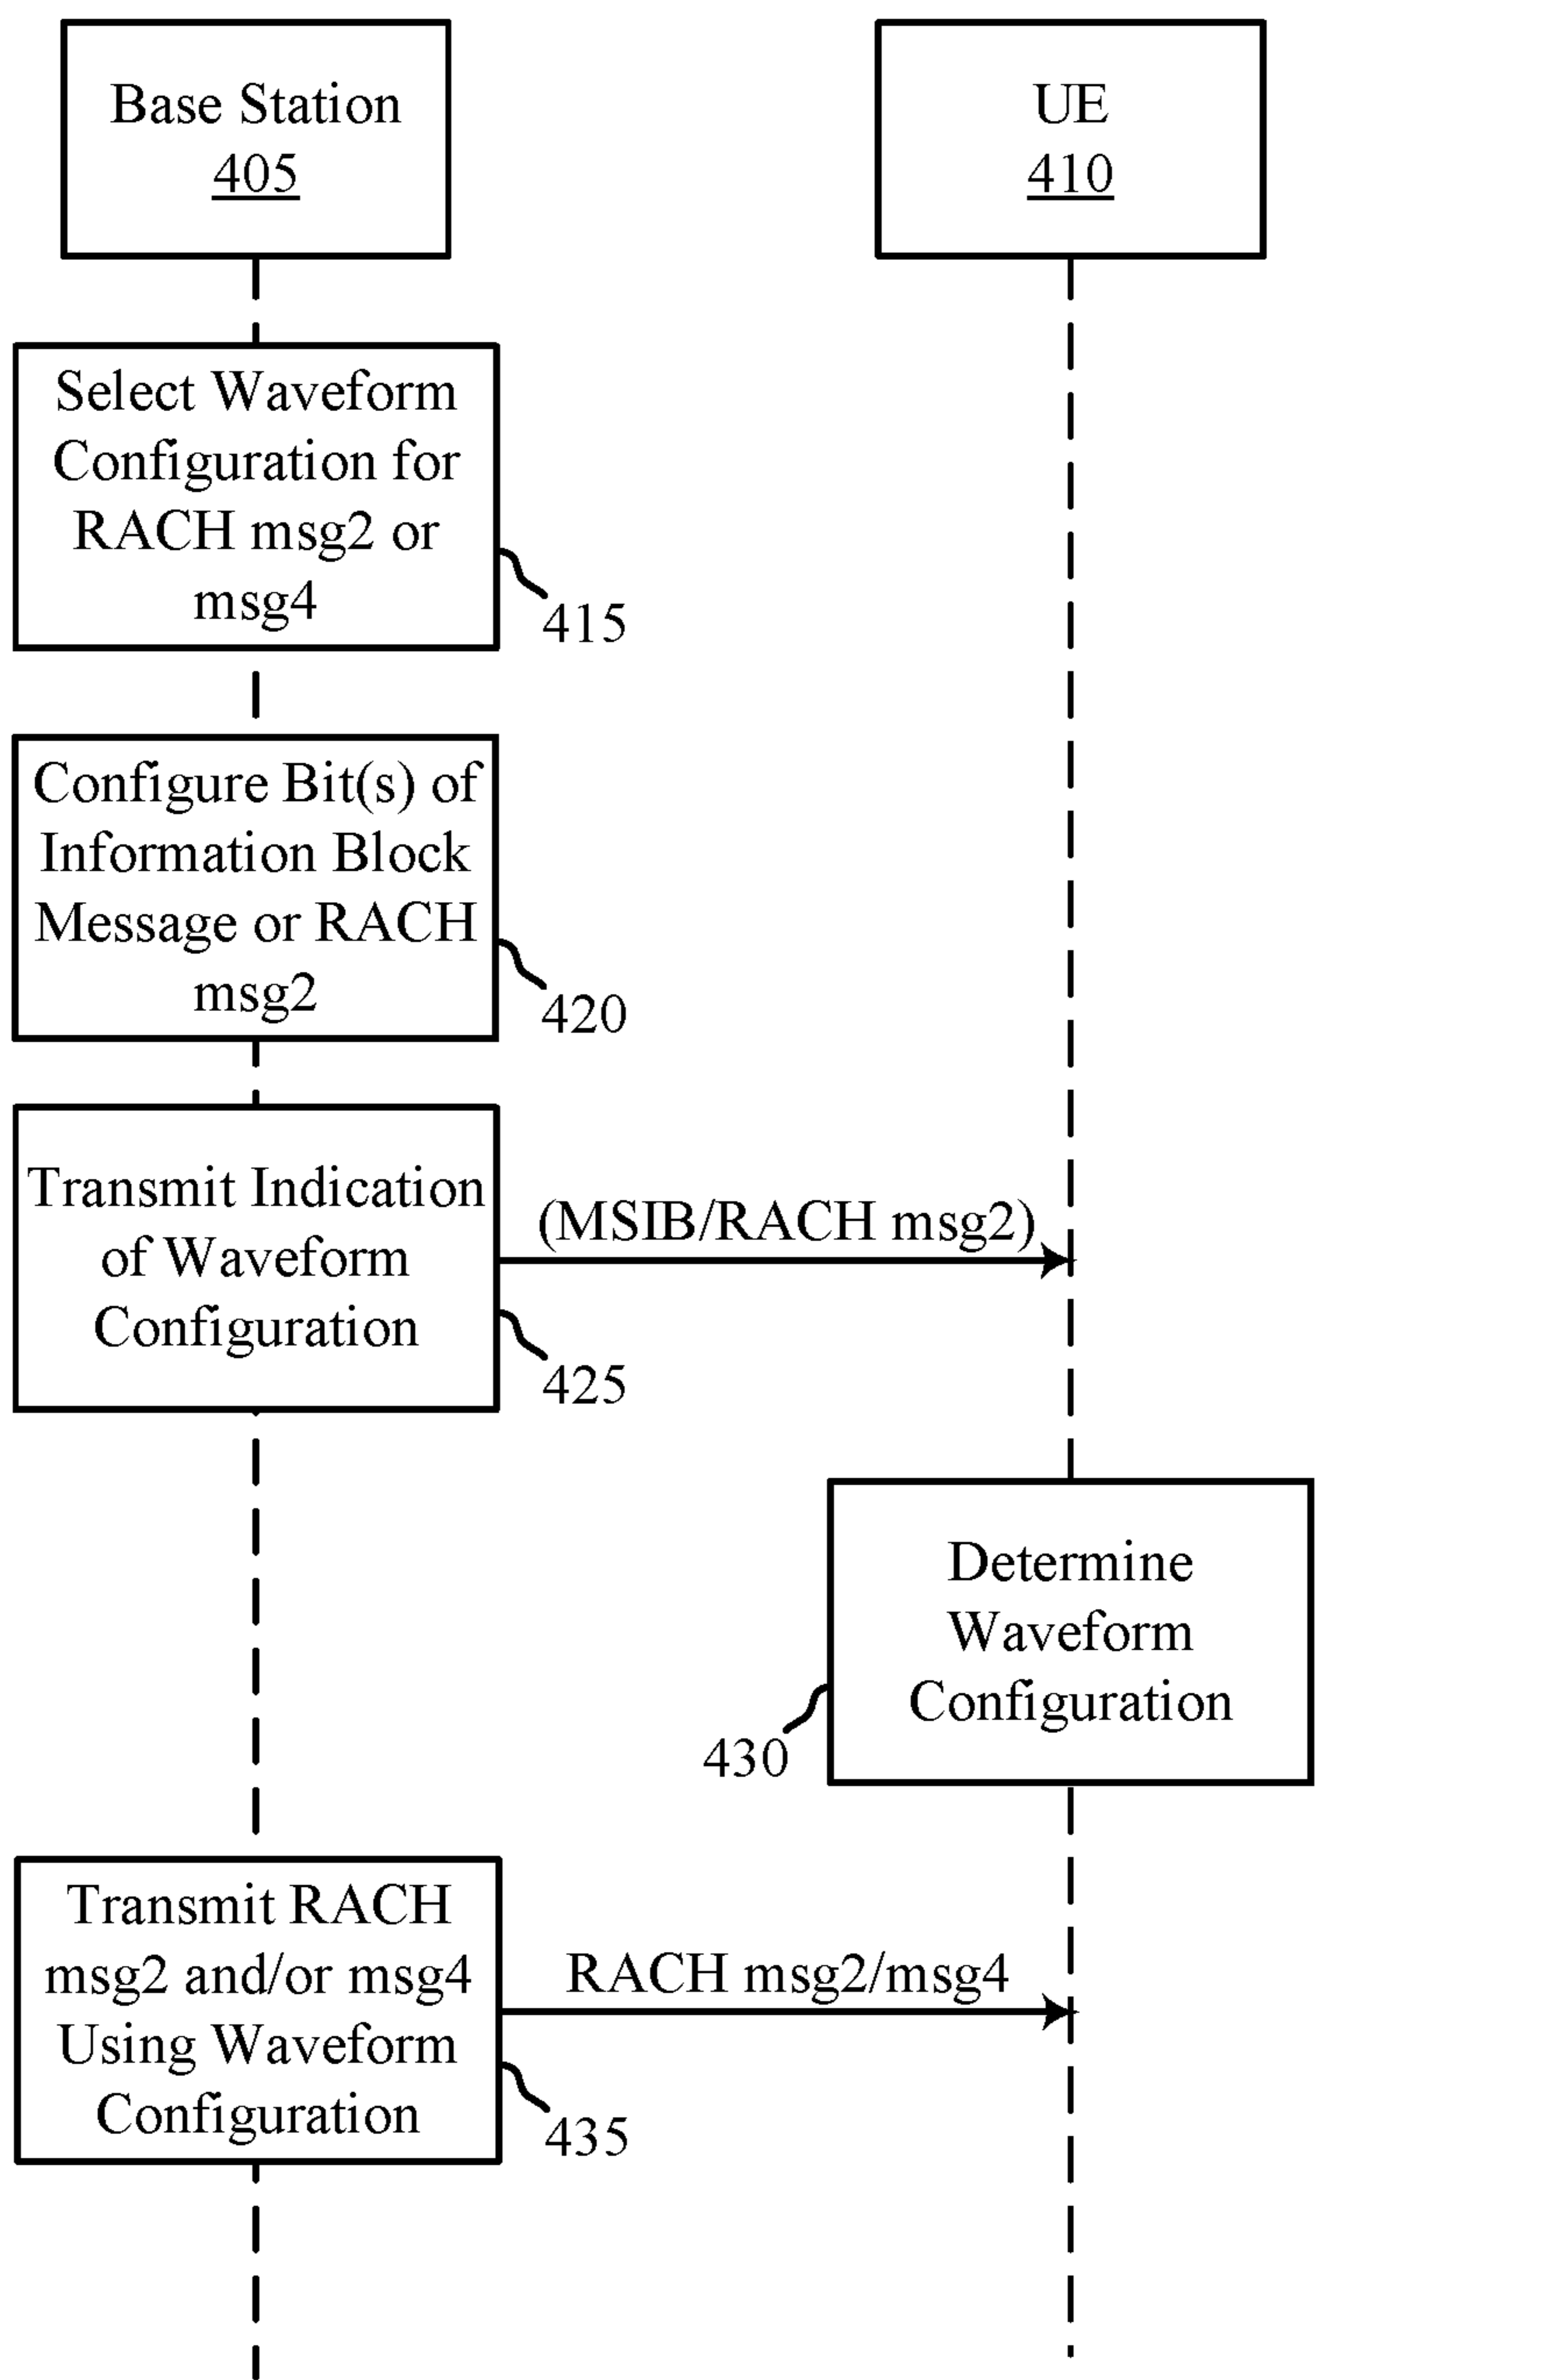 Base Station
405
UE
410
Select Waveform
Configuration for
RACH msg2 or
msg4
415
Configure Bit(s) of
Information Block
Message or RACH
msg2
420
Transmit Indication
of Waveform
Configuration
(MSIB/RACH msg2)
425
Determine
Waveform
Configuration
430
Transmit RACH
msg2 and/or msg4
Using Waveform
Configuration
RACH msg2/msg4
435